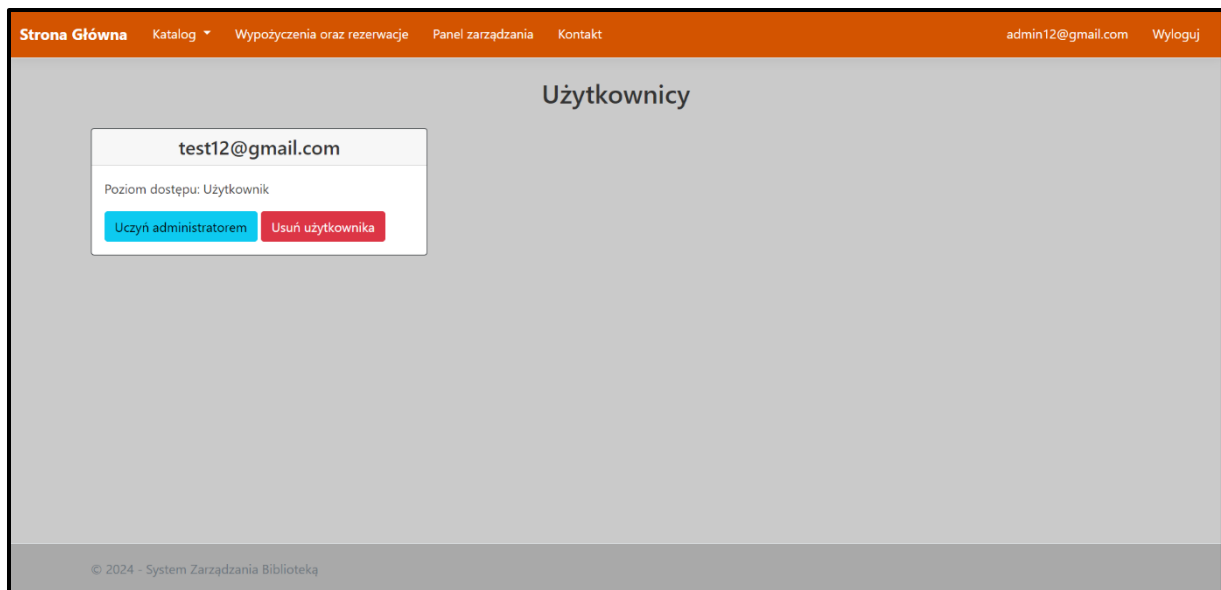 Strona Główna Katalog Wypożyczenia oraz rezerwacje Panel zarządzania Kontakt admin12@gmail.com Wyloguj
Użytkownicy
test12@gmail.com
Poziom dostępu: Użytkownik
Uczyń administratorem Usuń użytkownika
© 2024 - System Zarządzania Biblioteką